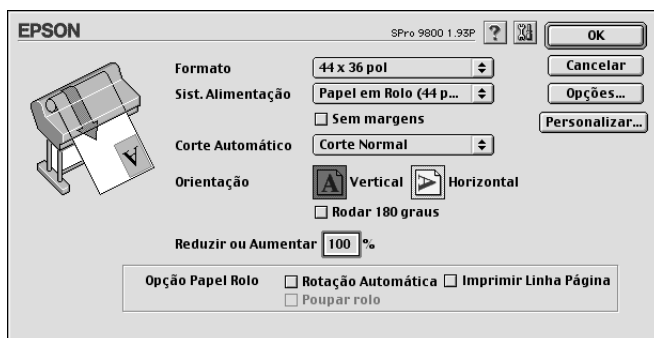 EPSON
SPro 9800 1.93P ?
OK
Formato 44 x 36 pol
Cancelar
Sist. Alimentação Papel em Rolo (44 p...
Opções...
Sem margens
Personalizar...
Corte Automático Corte Normal
Orientação A Vertical A Horizontal
Rodar 180 graus
Reduzir ou Aumentar 100 %
Opção Papel Rolo Rotação Automática Imprimir Linha Página
Poupar rolo
A